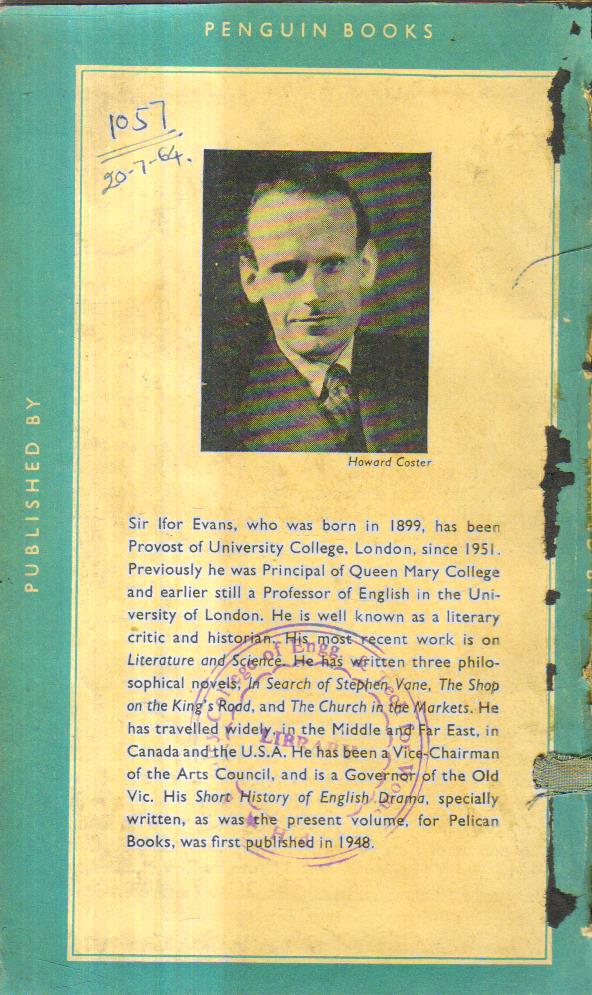 PENGUIN BOOKS
PUBLISHED BY
1057
20-7-64.
Howard Coster
Sir Ifor Evans, who was born in 1899, has been
Provost of University College, London, since 1951.
Previously he was Principal of Queen Mary College
and earlier still a Professor of English in the Uni-
versity of London. He is well known as a literary
critic and historian. His most recent work is on
Literature and Science. He has written three philo-
sophical novels, In Search of Stephen Vane, The Shop
on the King's Road, and The Church in the Markets. He
has travelled widely, in the Middle and Far East, in
Canada and the U.S.A. He has been a Vice-Chairman
of the Arts Council, and is a Governor of the Old
Vic. His Short History of English Drama, specially
written, as was the present volume, for Pelican
Books, was first published in 1948.
of Engg. &
LIBRARY